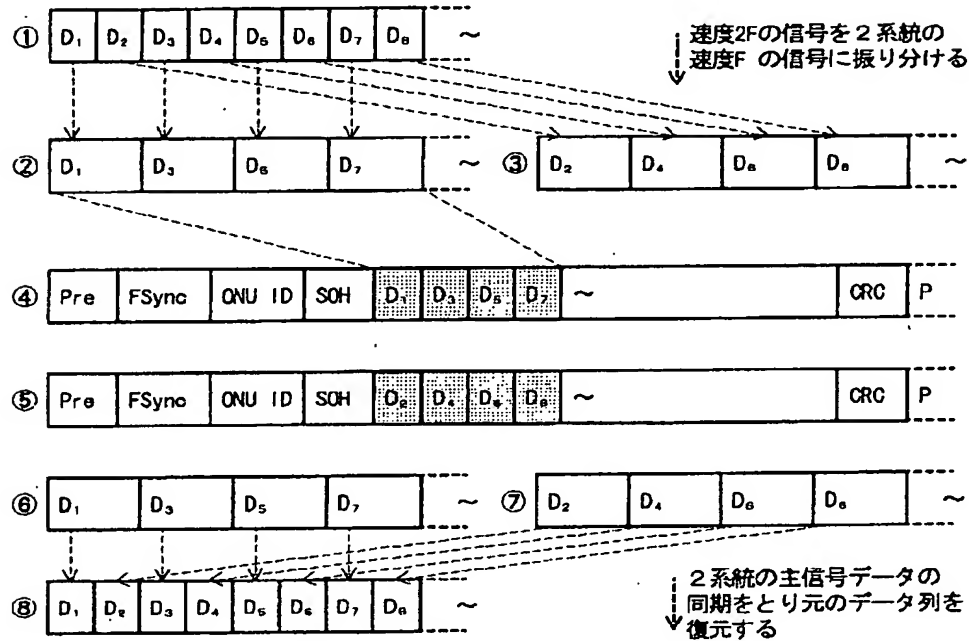 ① D₁ D₂ D₃ D₄ D₅ D₆ D₇ D₈ ～
速度2Fの信号を2系統の
速度F の信号に振り分ける
② D₁ D₃ D₅ D₇ ～ ③ D₂ D₄ D₆ D₈ ～
④ Pre FSync ONU ID SOH D₁ D₃ D₅ D₇ ～ CRC P
⑤ Pre FSync ONU ID SOH D₂ D₄ D₆ D₈ ～ CRC P
⑥ D₁ D₃ D₅ D₇ ～ ⑦ D₂ D₄ D₆ D₈ ～
⑧ D₁ D₂ D₃ D₄ D₅ D₆ D₇ D₈ ～
2系統の主信号データの
同期をとり元のデータ列を
復元する